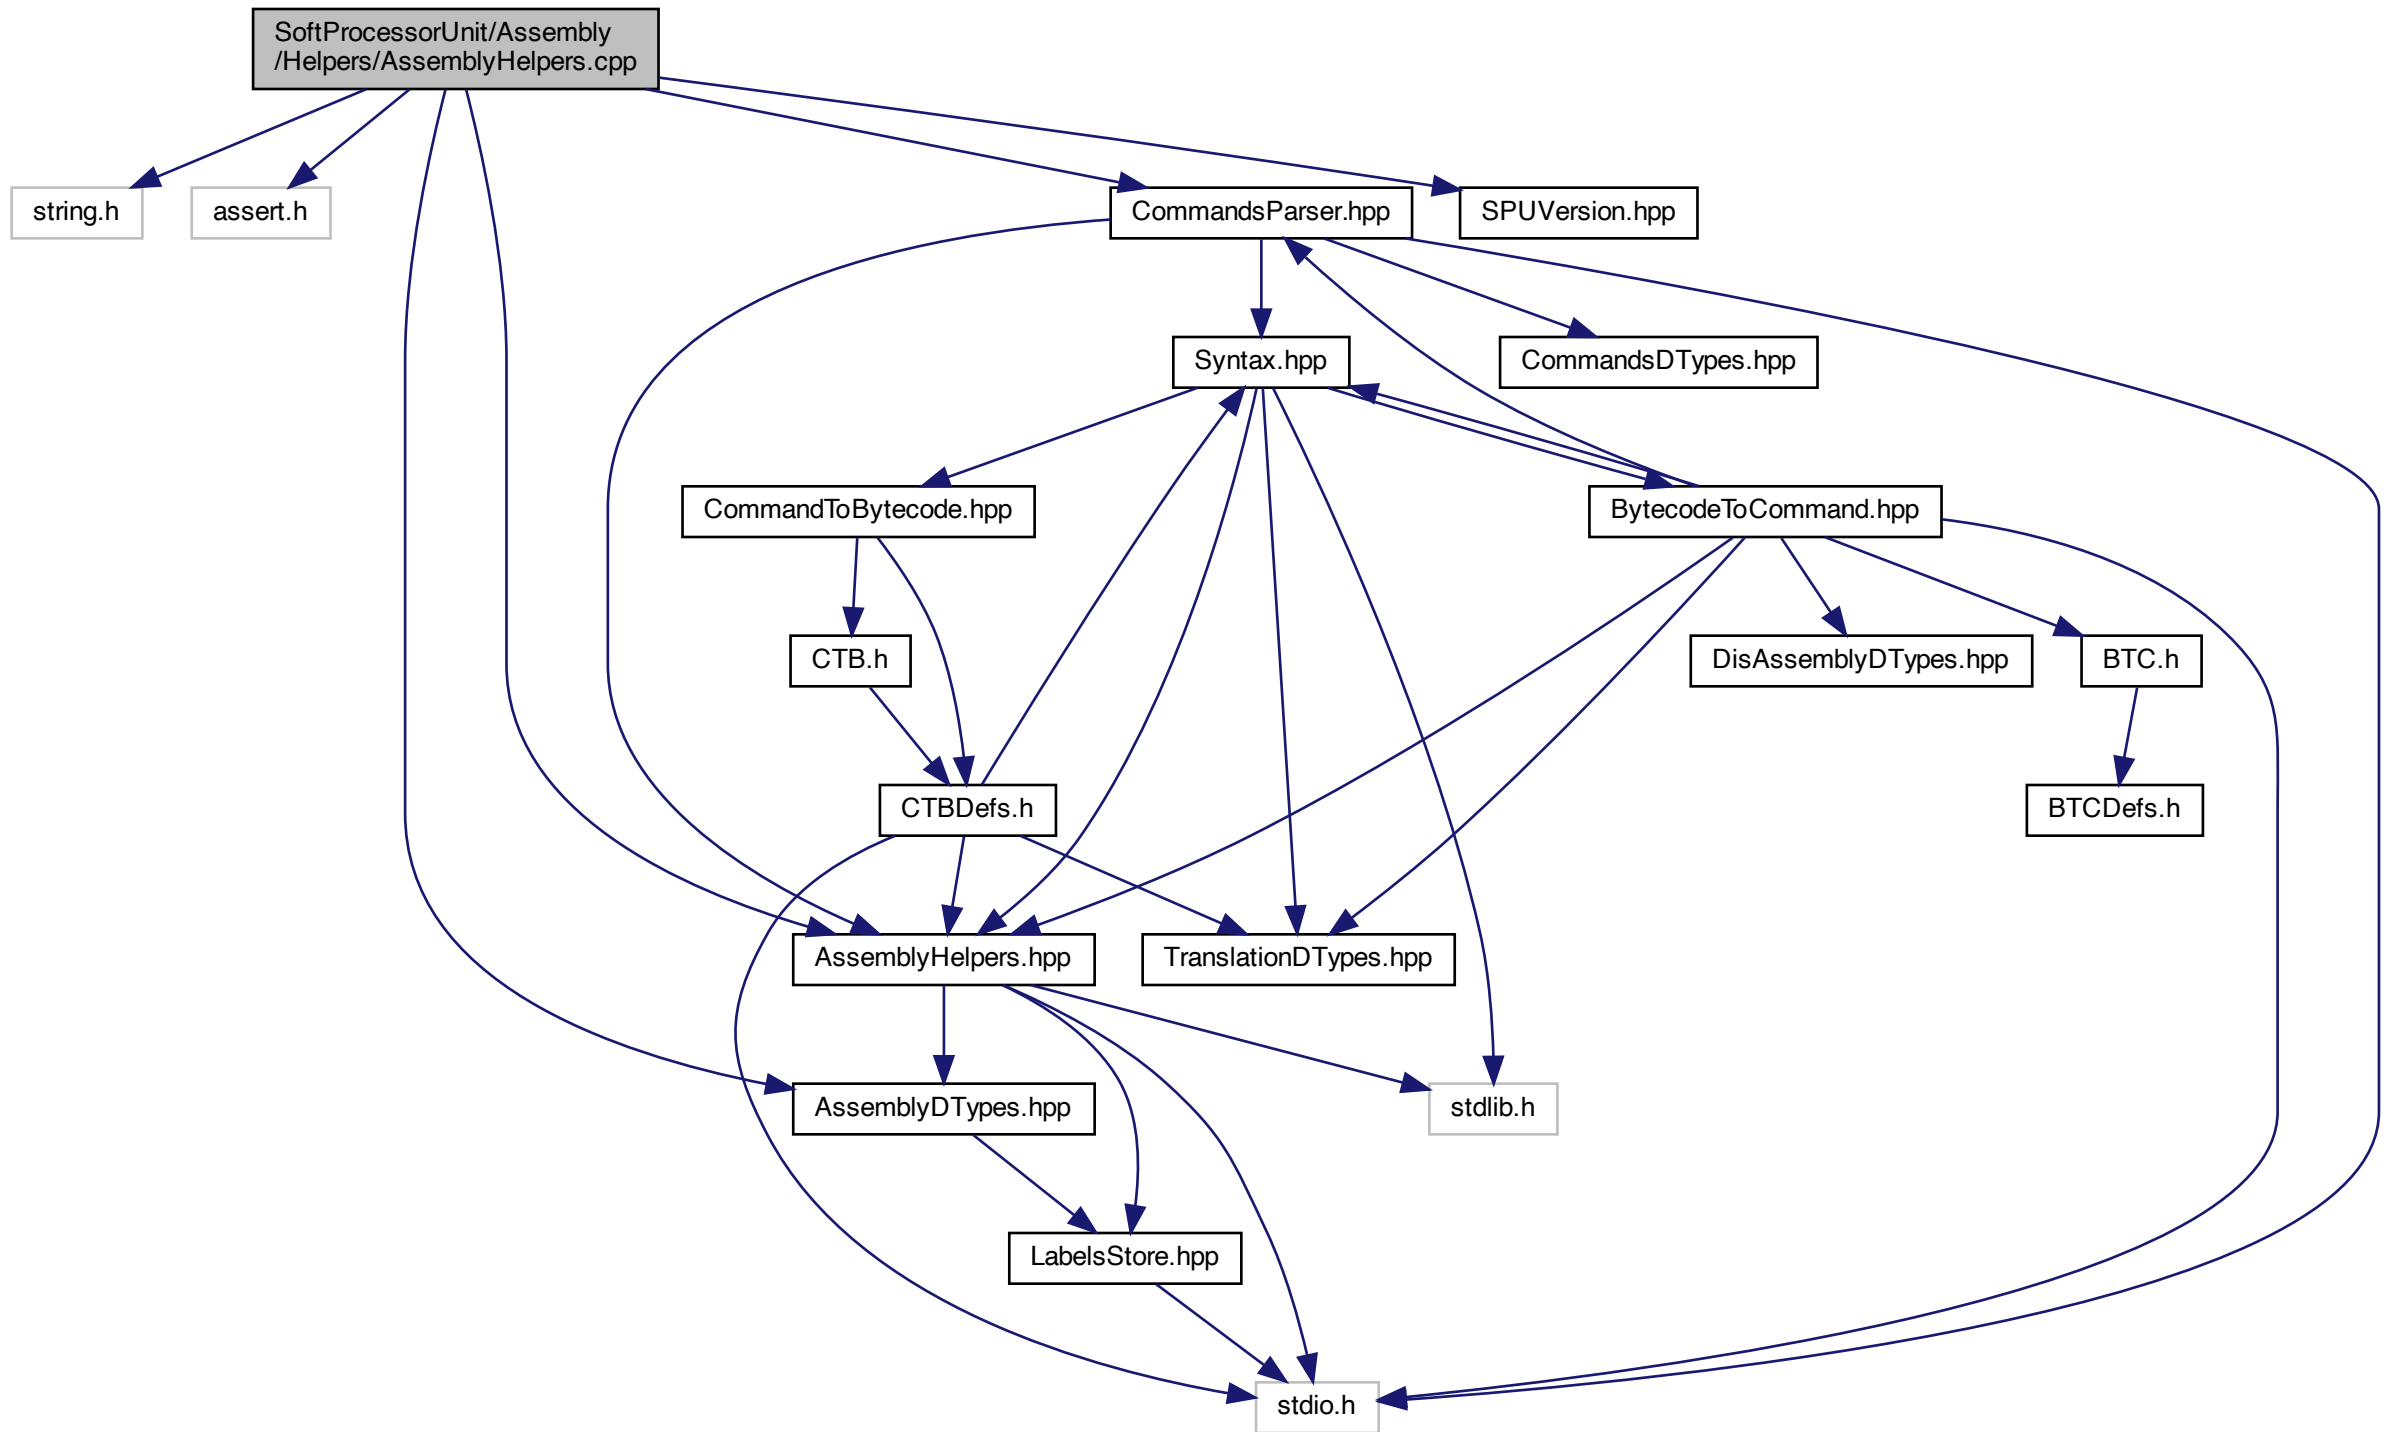 SoftProcessorUnit/Assembly
/Helpers/AssemblyHelpers.cpp
string.h
assert.h
CommandsParser.hpp
SPUVersion.hpp
Syntax.hpp
CommandsDTypes.hpp
CommandToBytecode.hpp
BytecodeToCommand.hpp
CTB.h
DisAssemblyDTypes.hpp
BTC.h
CTBDefs.h
BTCDefs.h
AssemblyHelpers.hpp
TranslationDTypes.hpp
AssemblyDTypes.hpp
stdlib.h
LabelsStore.hpp
stdio.h